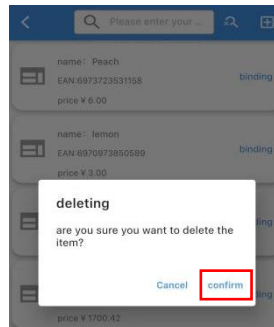 Please enter your ...
name: Peach
EAN:6973723531158
binding
price ¥ 6.00
name: lemon
EAN:6970973850589
binding
price ¥ 3.00
deleting
are you sure you want to delete the
item?
Cancel
confirm
price ¥ 1700.42